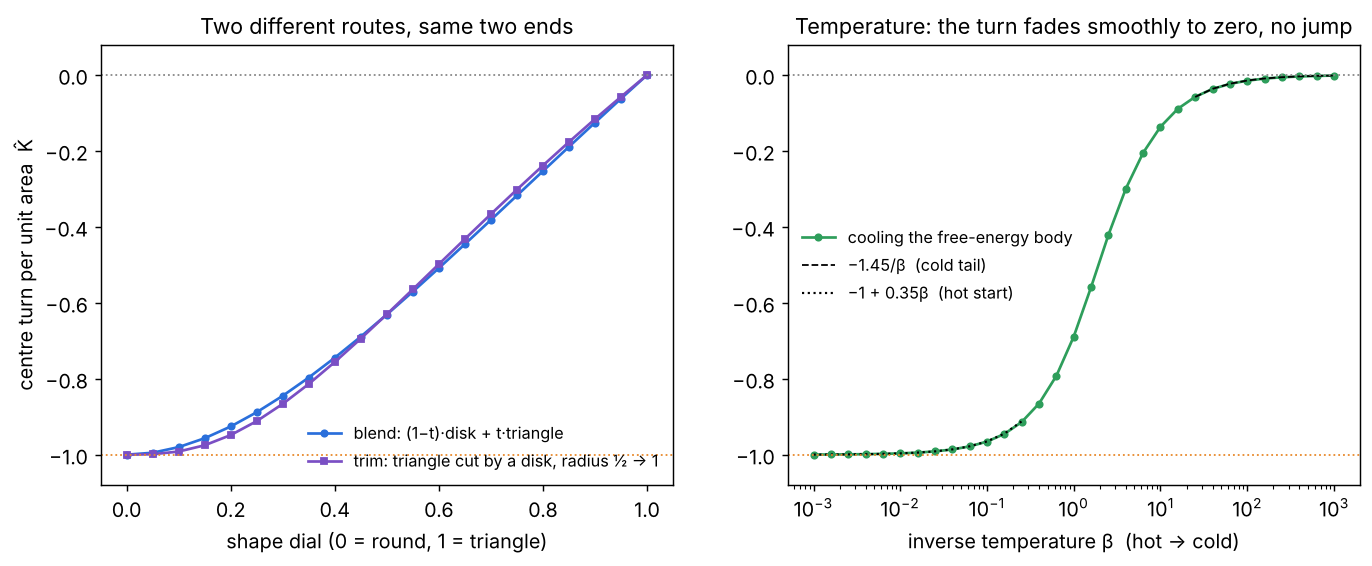 Two different routes, same two ends
centre turn per unit area K̂
0.0
−0.2
−0.4
−0.6
−0.8
−1.0
blend: (1−t)·disk + t·triangle
trim: triangle cut by a disk, radius ½ → 1
0.0 0.2 0.4 0.6 0.8 1.0
shape dial (0 = round, 1 = triangle)
Temperature: the turn fades smoothly to zero, no jump
0.0
−0.2
−0.4
−0.6
−0.8
−1.0
cooling the free-energy body
−1.45/β (cold tail)
−1 + 0.35β (hot start)
10⁻³ 10⁻² 10⁻¹ 10⁰ 10¹ 10² 10³
inverse temperature β (hot → cold)